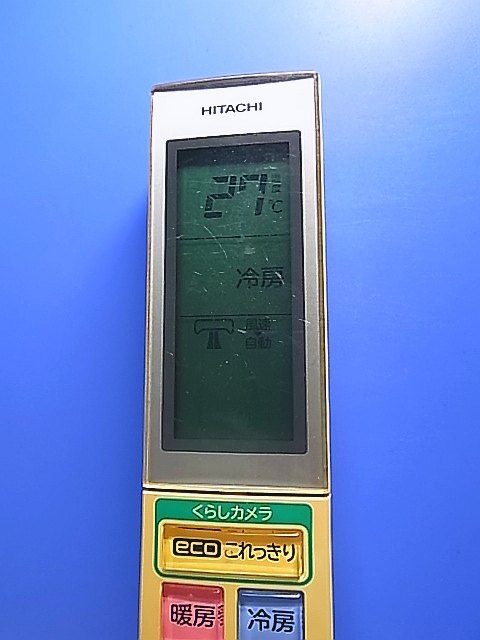 HITACHI
27℃
冷房
風速
自動
くらしカメラ
eco これっきり
暖房
冷房